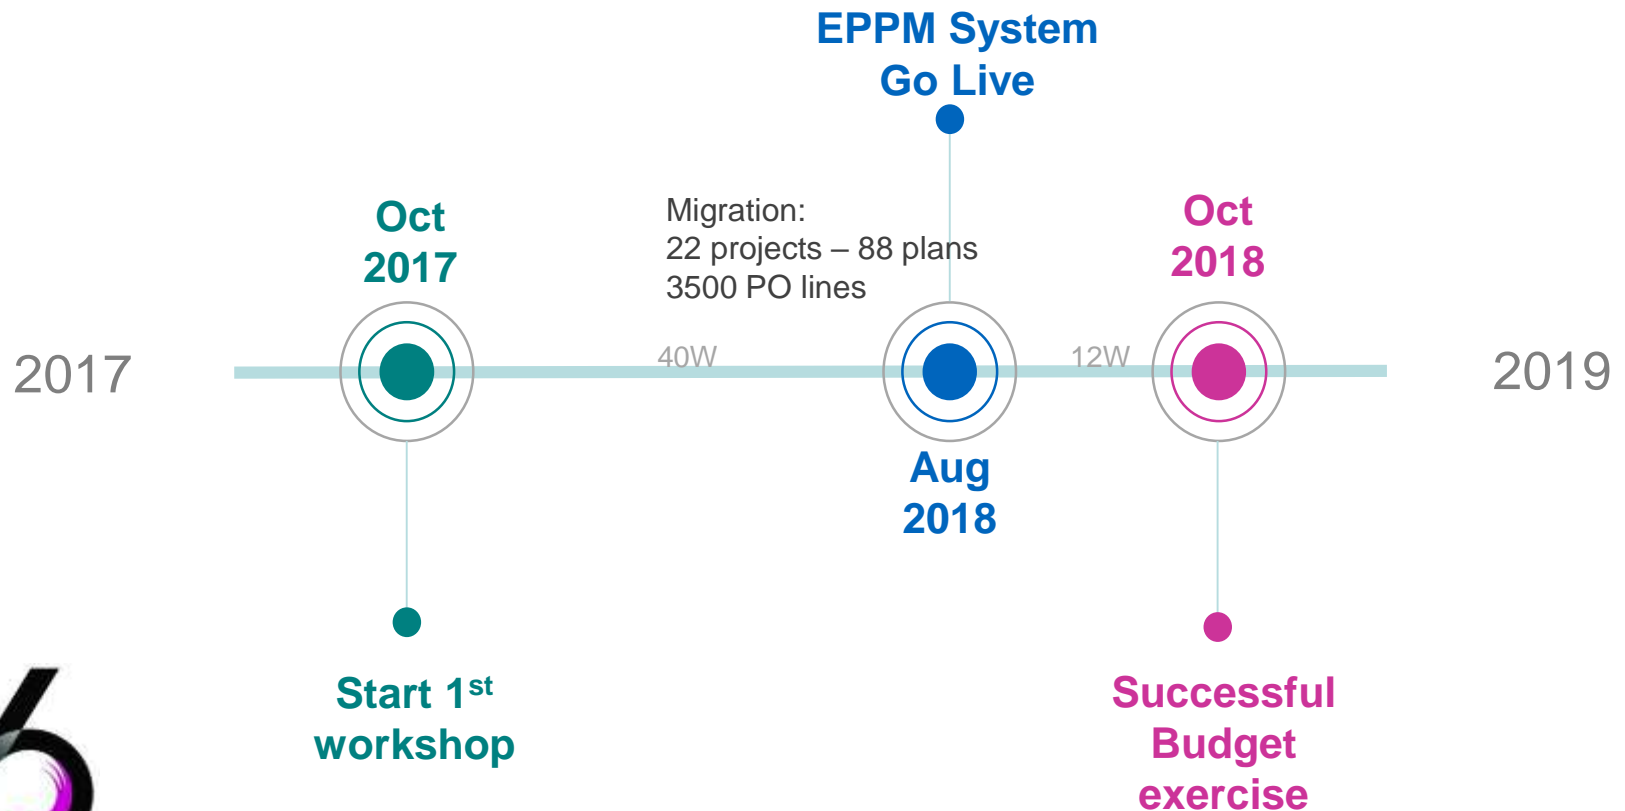 EPPM System
Go Live
Migration:
22 projects – 88 plans
3500 PO lines
Oct
2017
Oct
2018
2017
40W
12W
2019
Aug
2018
Start 1st
workshop
Successful
Budget
exercise